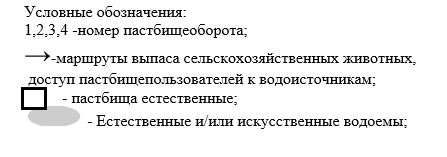 Условные обозначения:
1,2,3,4 -номер пастбищеоборота;
→-маршруты выпаса сельскохозяйственных животных,
доступ пастбищепользователей к водоисточникам;
- пастбища естественные;
- Естественные и/или искусственные водоемы;